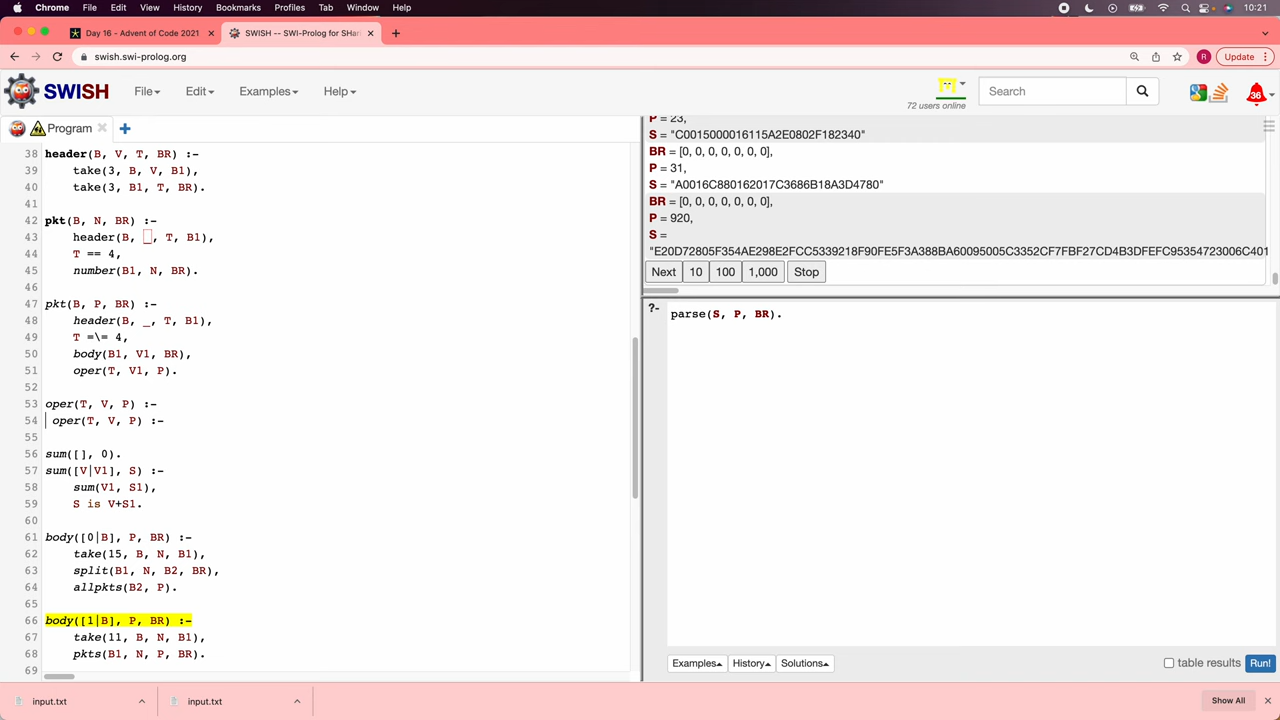 Chrome File Edit View History Bookmarks Profiles Tab Window Help 10:21
Day 16 - Advent of Code 2021 SWISH -- SWI-Prolog for SHar
swish.swi-prolog.org R Update
SWISH File Edit Examples Help 72 users online Search 36
Program
38 header(B, V, T, BR) :-
39 take(3, B, V, B1),
40 take(3, B1, T, BR).
41
42 pkt(B, N, BR) :-
43 header(B, _, T, B1),
44 T == 4,
45 number(B1, N, BR).
46
47 pkt(B, P, BR) :-
48 header(B, _, T, B1),
49 T =\= 4,
50 body(B1, V1, BR),
51 oper(T, V1, P).
52
53 oper(T, V, P) :-
54 oper(T, V, P) :-
55
56 sum([], 0).
57 sum([V|V1], S) :-
58 sum(V1, S1),
59 S is V+S1.
60
61 body([0|B], P, BR) :-
62 take(15, B, N, B1),
63 split(B1, N, B2, BR),
64 allpkts(B2, P).
65
66 body([1|B], P, BR) :-
67 take(11, B, N, B1),
68 pkts(B1, N, P, BR).
69
P = 23,
S = "C0015000016115A2E0802F182340"
BR = [0, 0, 0, 0, 0, 0, 0],
P = 31,
S = "A0016C880162017C3686B18A3D4780"
BR = [0, 0, 0, 0, 0, 0, 0],
P = 920,
S =
"E20D72805F354AE298E2FCC5339218F90FE5F3A388BA60095005C3352CF7FBF27CD4B3DFEFC95354723006C401
Next 10 100 1,000 Stop
?- parse(S, P, BR).
Examples History Solutions table results Run!
input.txt input.txt Show All